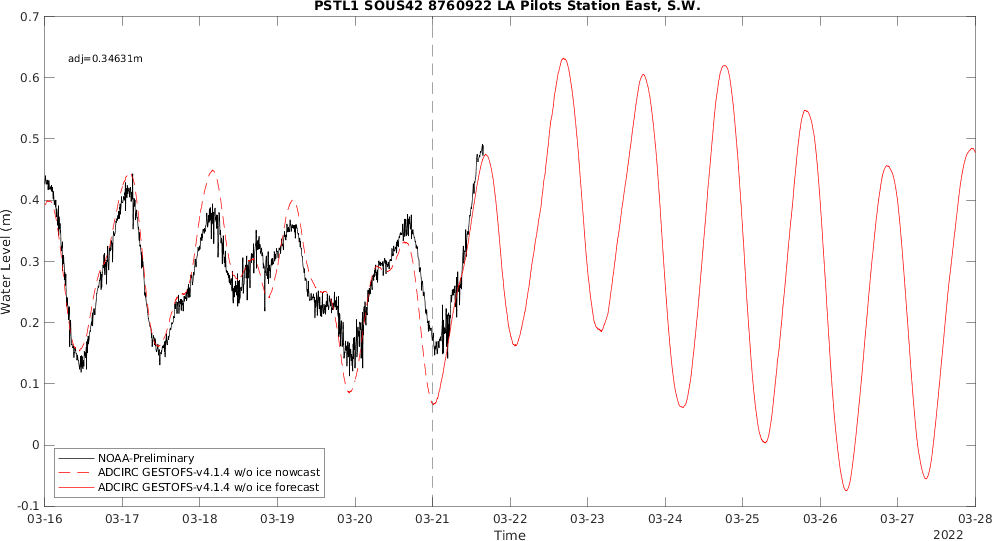 PSTL1 SOUS42 8760922 LA Pilots Station East, S.W.
adj=0.34631m
0.7
0.6
0.5
0.4
0.3
0.2
0.1
0
-0.1
Water Level (m)
NOAA-Preliminary
ADCIRC GESTOFS-v4.1.4 w/o ice nowcast
ADCIRC GESTOFS-v4.1.4 w/o ice forecast
03-16 03-17 03-18 03-19 03-20 03-21 03-22 03-23 03-24 03-25 03-26 03-27 03-28
Time
2022